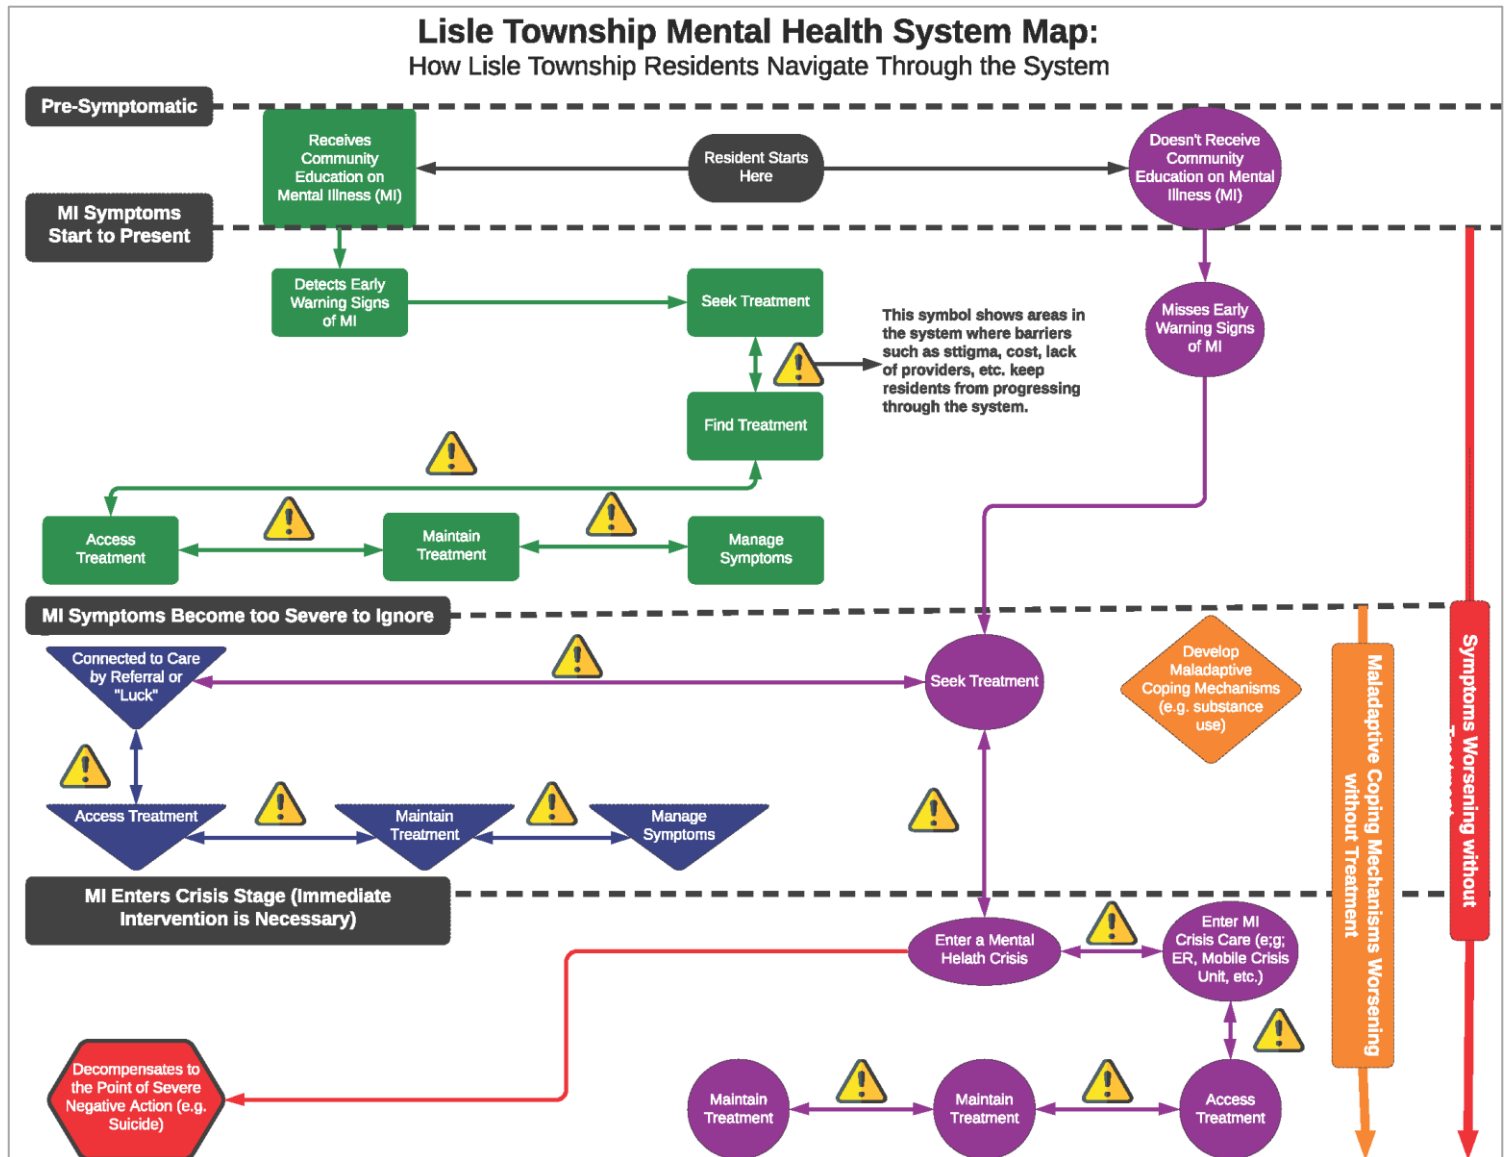 Lisle Township Mental Health System Map:
How Lisle Township Residents Navigate Through the System
Pre-Symptomatic
Receives
Community
Education on
Mental Illness (MI)
Resident Starts
Here
Doesn't Receive
Community
Education on Mental
Illness (MI)
MI Symptoms
Start to Present
Detects Early
Warning Signs
of MI
Seek Treatment
This symbol shows areas in
the system where barriers
such as sttigma, cost, lack
of providers, etc. keep
residents from progressing
through the system.
Misses Early
Warning Signs
of MI
Find Treatment
Access
Treatment
Maintain
Treatment
Manage
Symptoms
MI Symptoms Become too Severe to Ignore
Connected to Care
by Referral or
"Luck"
Seek Treatment
Develop
Maladaptive
Coping Mechanisms
(e.g. substance
use)
Maladaptive Coping Mechanisms Worsening
without Treatment
Symptoms Worsening without
Access Treatment
Maintain
Treatment
Manage
Symptoms
MI Enters Crisis Stage (Immediate
Intervention is Necessary)
Enter a Mental
Helath Crisis
Enter MI
Crisis Care (e;g;
ER, Mobile Crisis
Unit, etc.)
Decompensates to
the Point of Severe
Negative Action (e.g.
Suicide)
Maintain
Treatment
Maintain
Treatment
Access
Treatment